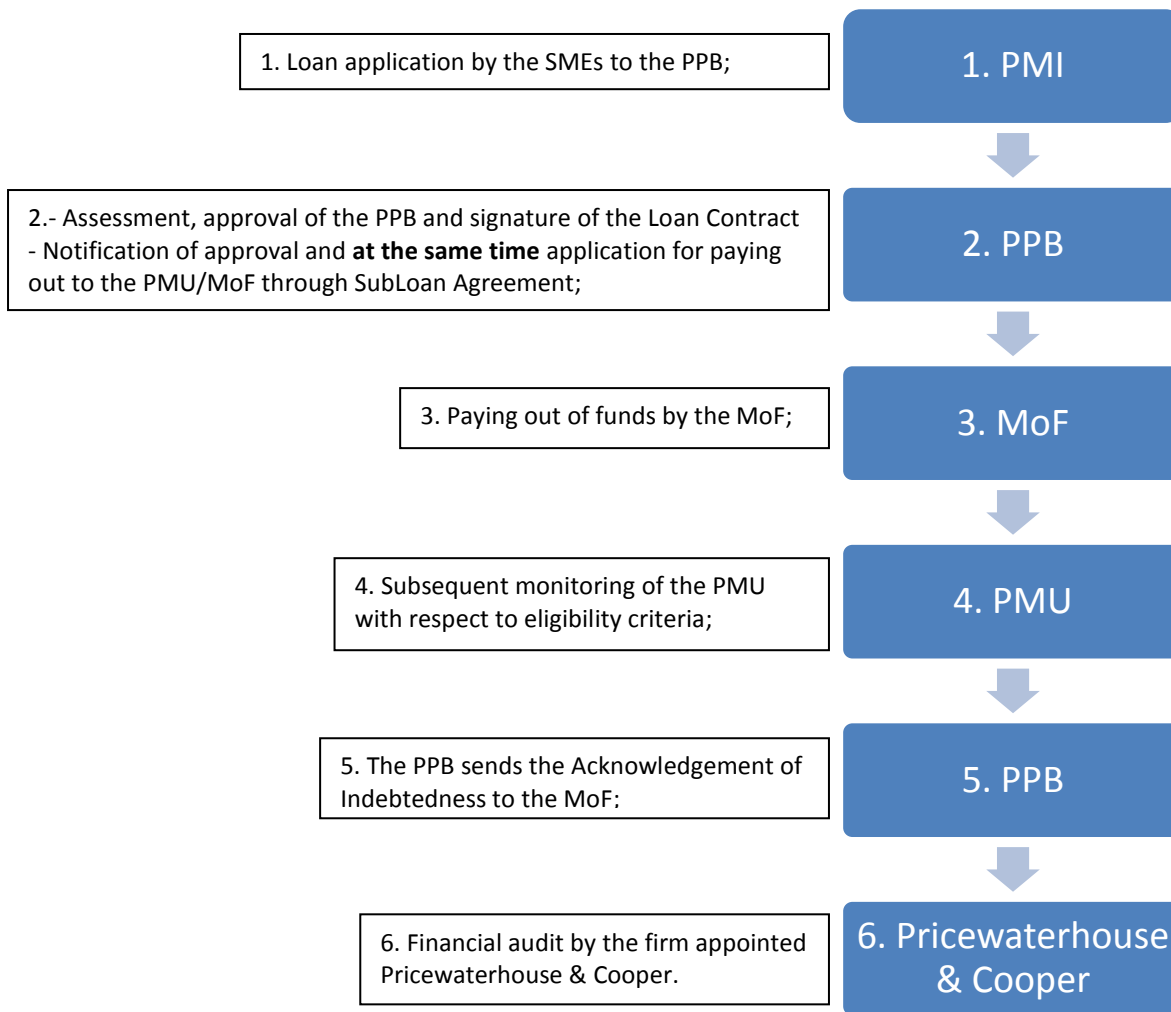 1. Loan application by the SMEs to the PPB;
1. PMI
2.- Assessment, approval of the PPB and signature of the Loan Contract
- Notification of approval and at the same time application for paying
out to the PMU/MoF through SubLoan Agreement;
2. PPB
3. Paying out of funds by the MoF;
3. MoF
4. Subsequent monitoring of the PMU
with respect to eligibility criteria;
4. PMU
5. The PPB sends the Acknowledgement of
Indebtedness to the MoF;
5. PPB
6. Financial audit by the firm appointed
Pricewaterhouse & Cooper.
6. Pricewaterhouse
& Cooper